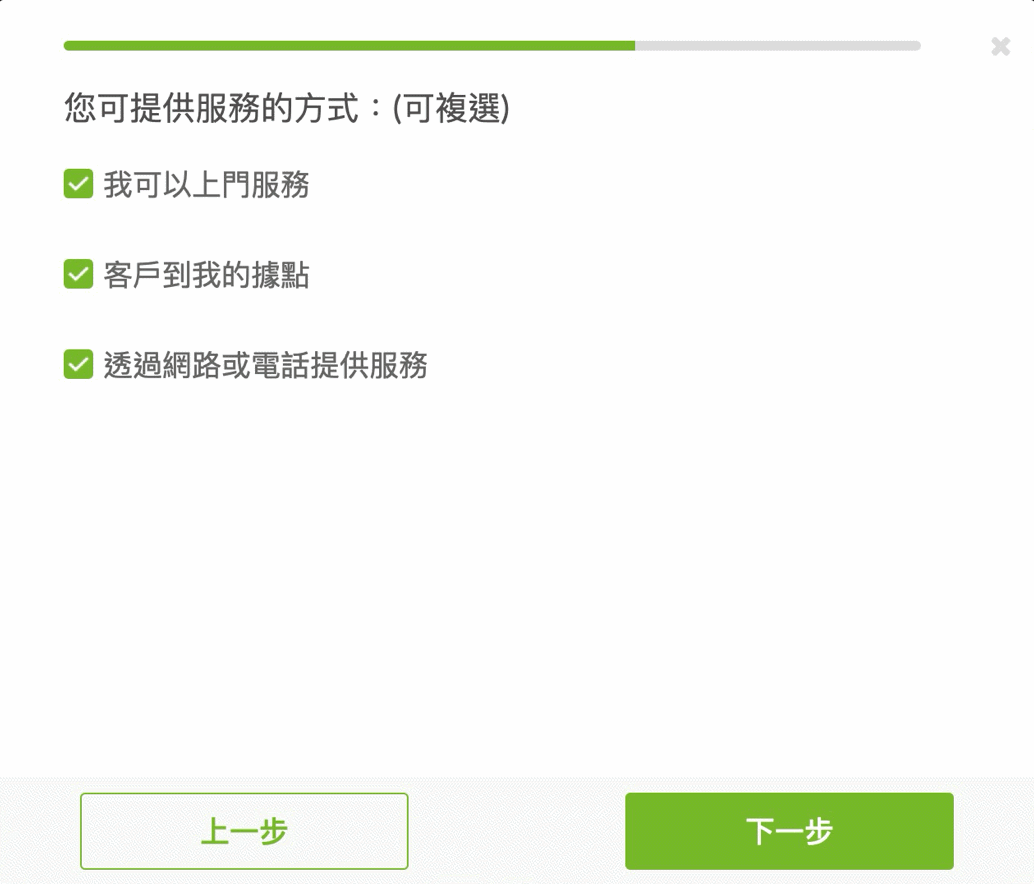 您可提供服務的方式：(可複選)
我可以上門服務
客戶到我的據點
透過網路或電話提供服務
上一步
下一步